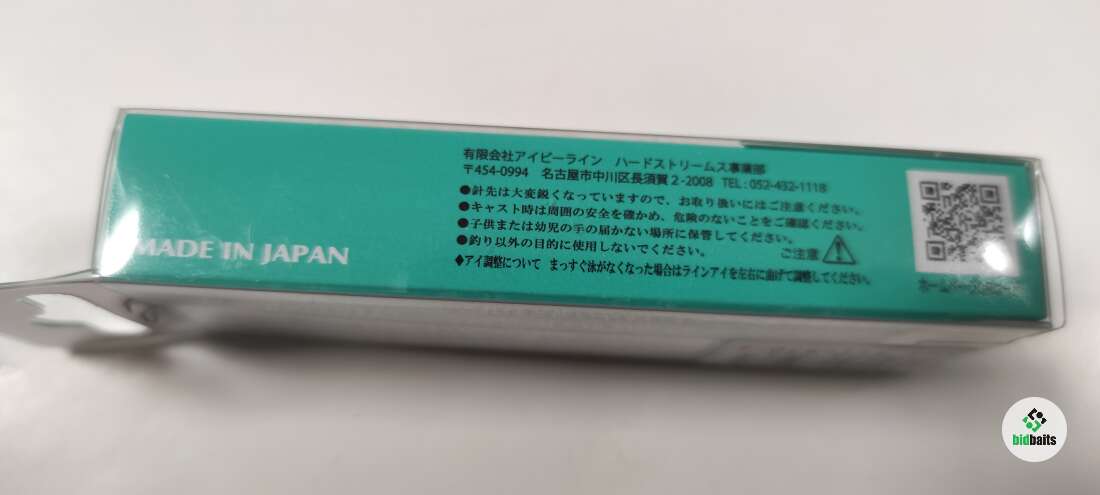 有限会社アイピーライン ハードストリームス事業部
〒454-0994 名古屋市中川区長須賀2-2008 TEL:052-432-1118
●針先は大変鋭くなっていますので、お取り扱いにはご注意ください。
●キャスト時は周囲の安全を確かめ、危険のないことをご確認ください。
●子供または幼児の手の届かない場所に保管してください。
●釣り以外の目的に使用しないでください。
ご注意
♦アイ調整について まっすぐ泳がなくなった場合はラインアイを左右に曲げて調整してください。
MADE IN JAPAN
bidbaits